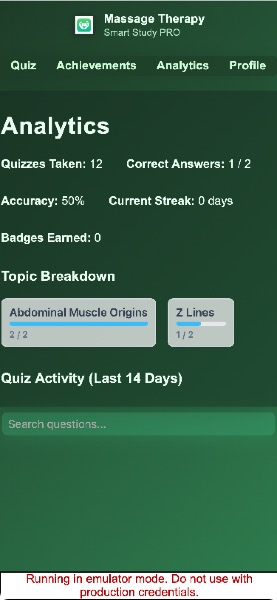 Massage Therapy
Smart Study PRO
Quiz Achievements Analytics Profile
Analytics
Quizzes Taken: 12 Correct Answers: 1 / 2
Accuracy: 50% Current Streak: 0 days
Badges Earned: 0
Topic Breakdown
Abdominal Muscle Origins Z Lines
2 / 2 1 / 2
Quiz Activity (Last 14 Days)
Search questions...
Running in emulator mode. Do not use with
production credentials.